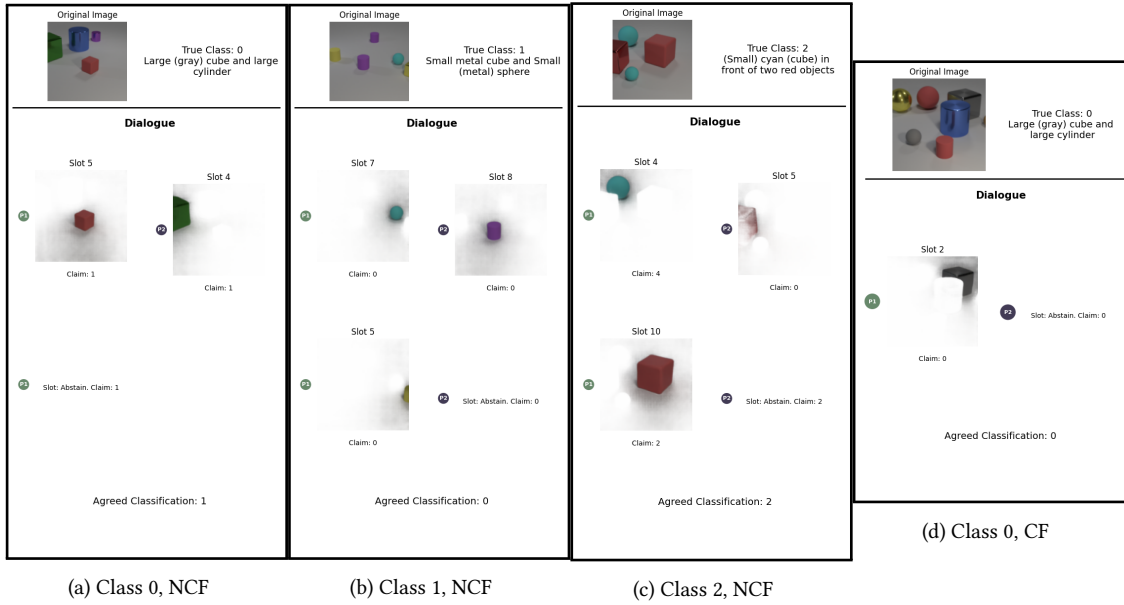 Original Image
True Class: 0
Large (gray) cube and large
cylinder
Dialogue
Slot 5
P1
Claim: 1
Slot 4
P2
Claim: 1
P1
Slot: Abstain. Claim: 1
Agreed Classification: 1
(a) Class 0, NCF
Original Image
True Class: 1
Small metal cube and Small
(metal) sphere
Dialogue
Slot 7
P1
Claim: 0
Slot 8
P2
Claim: 0
Slot 5
P1
Claim: 0
P2
Slot: Abstain. Claim: 0
Agreed Classification: 0
(b) Class 1, NCF
Original Image
True Class: 2
(Small) cyan (cube) in
front of two red objects
Dialogue
Slot 4
P1
Claim: 4
Slot 5
P2
Claim: 0
Slot 10
P1
Claim: 2
P2
Slot: Abstain. Claim: 2
Agreed Classification: 2
(c) Class 2, NCF
Original Image
True Class: 0
Large (gray) cube and
large cylinder
Dialogue
Slot 2
P1
Claim: 0
P2
Slot: Abstain. Claim: 0
Agreed Classification: 0
(d) Class 0, CF